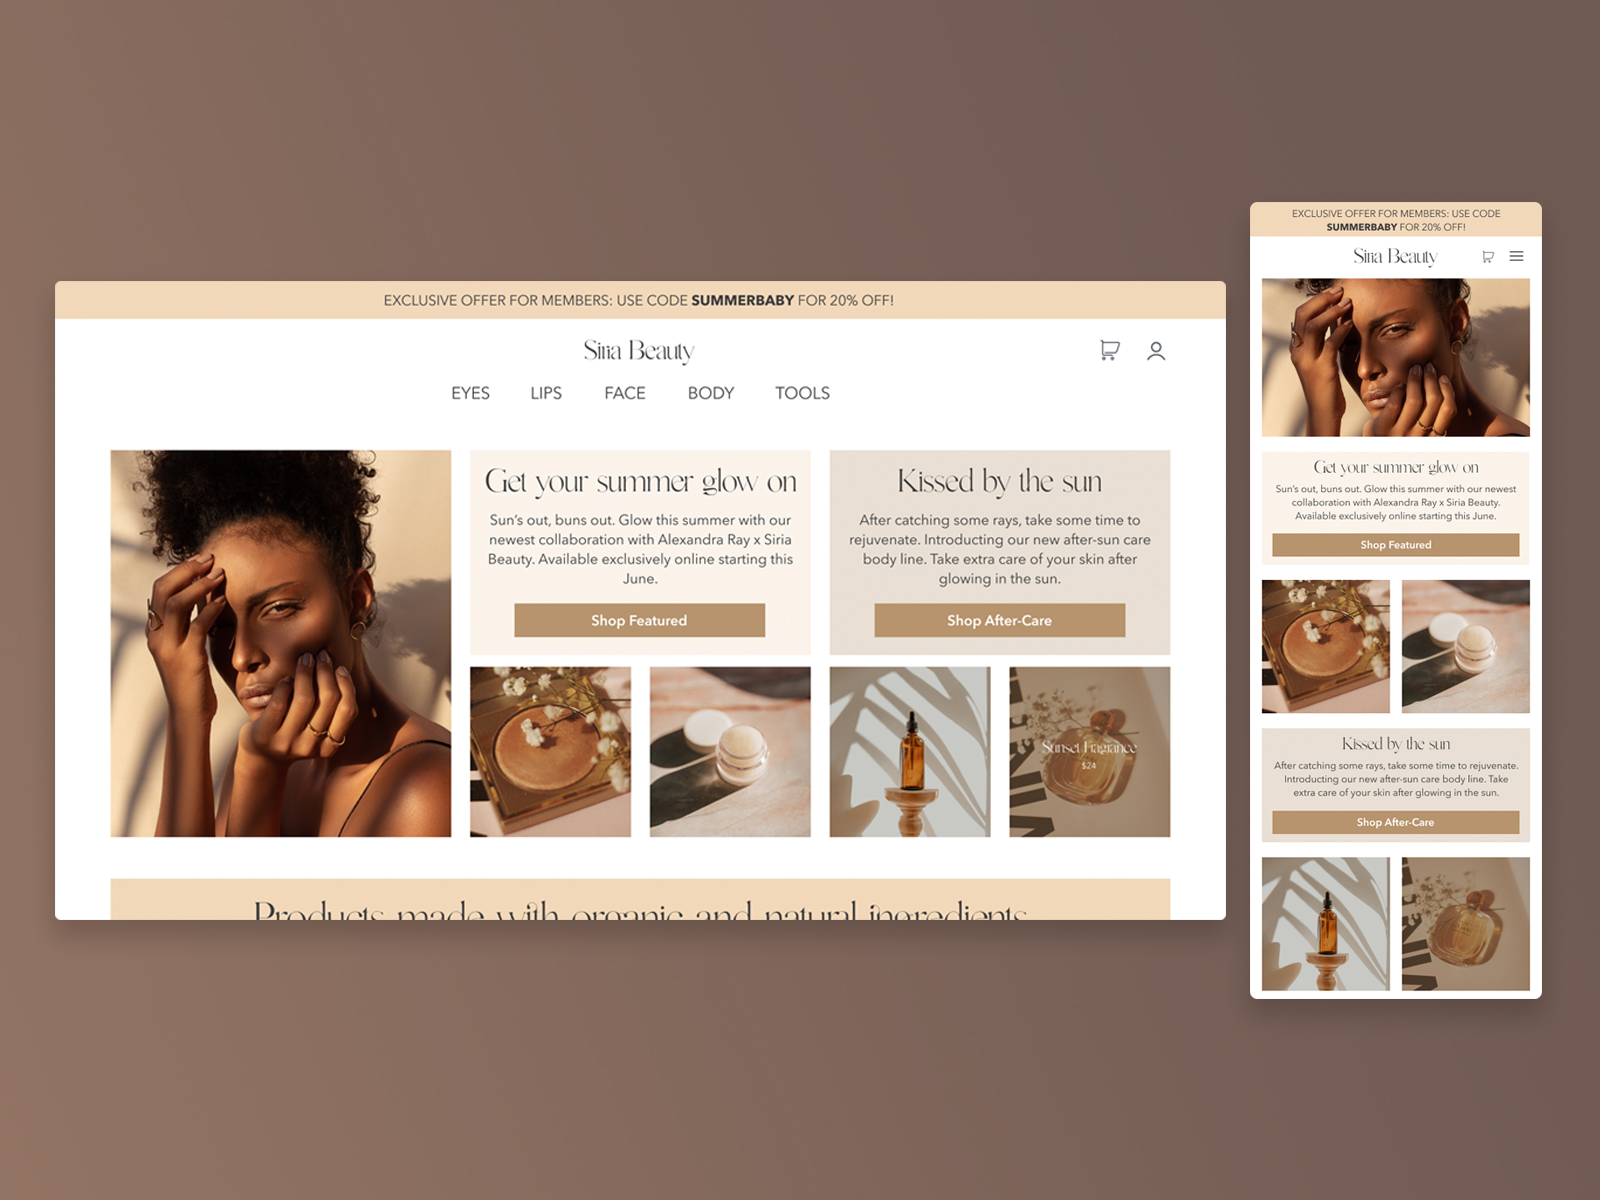 EXCLUSIVE OFFER FOR MEMBERS: USE CODE SUMMERBABY FOR 20% OFF!
Siria Beauty
EYES LIPS FACE BODY TOOLS
Get your summer glow on
Sun's out, buns out. Glow this summer with our
newest collaboration with Alexandra Ray x Siria
Beauty. Available exclusively online starting this
June.
Shop Featured
Kissed by the sun
After catching some rays, take some time to
rejuvenate. Introducting our new after-sun care
body line. Take extra care of your skin after
glowing in the sun.
Shop After-Care
Sunset Fragrance
$24
Products made with organic and natural ingredients
EXCLUSIVE OFFER FOR MEMBERS: USE CODE
SUMMERBABY FOR 20% OFF!
Siria Beauty
Get your summer glow on
Sun's out, buns out. Glow this summer with our newest
collaboration with Alexandra Ray x Siria Beauty.
Available exclusively online starting this June.
Shop Featured
Kissed by the sun
After catching some rays, take some time to rejuvenate.
Introducting our new after-sun care body line. Take
extra care of your skin after glowing in the sun.
Shop After-Care